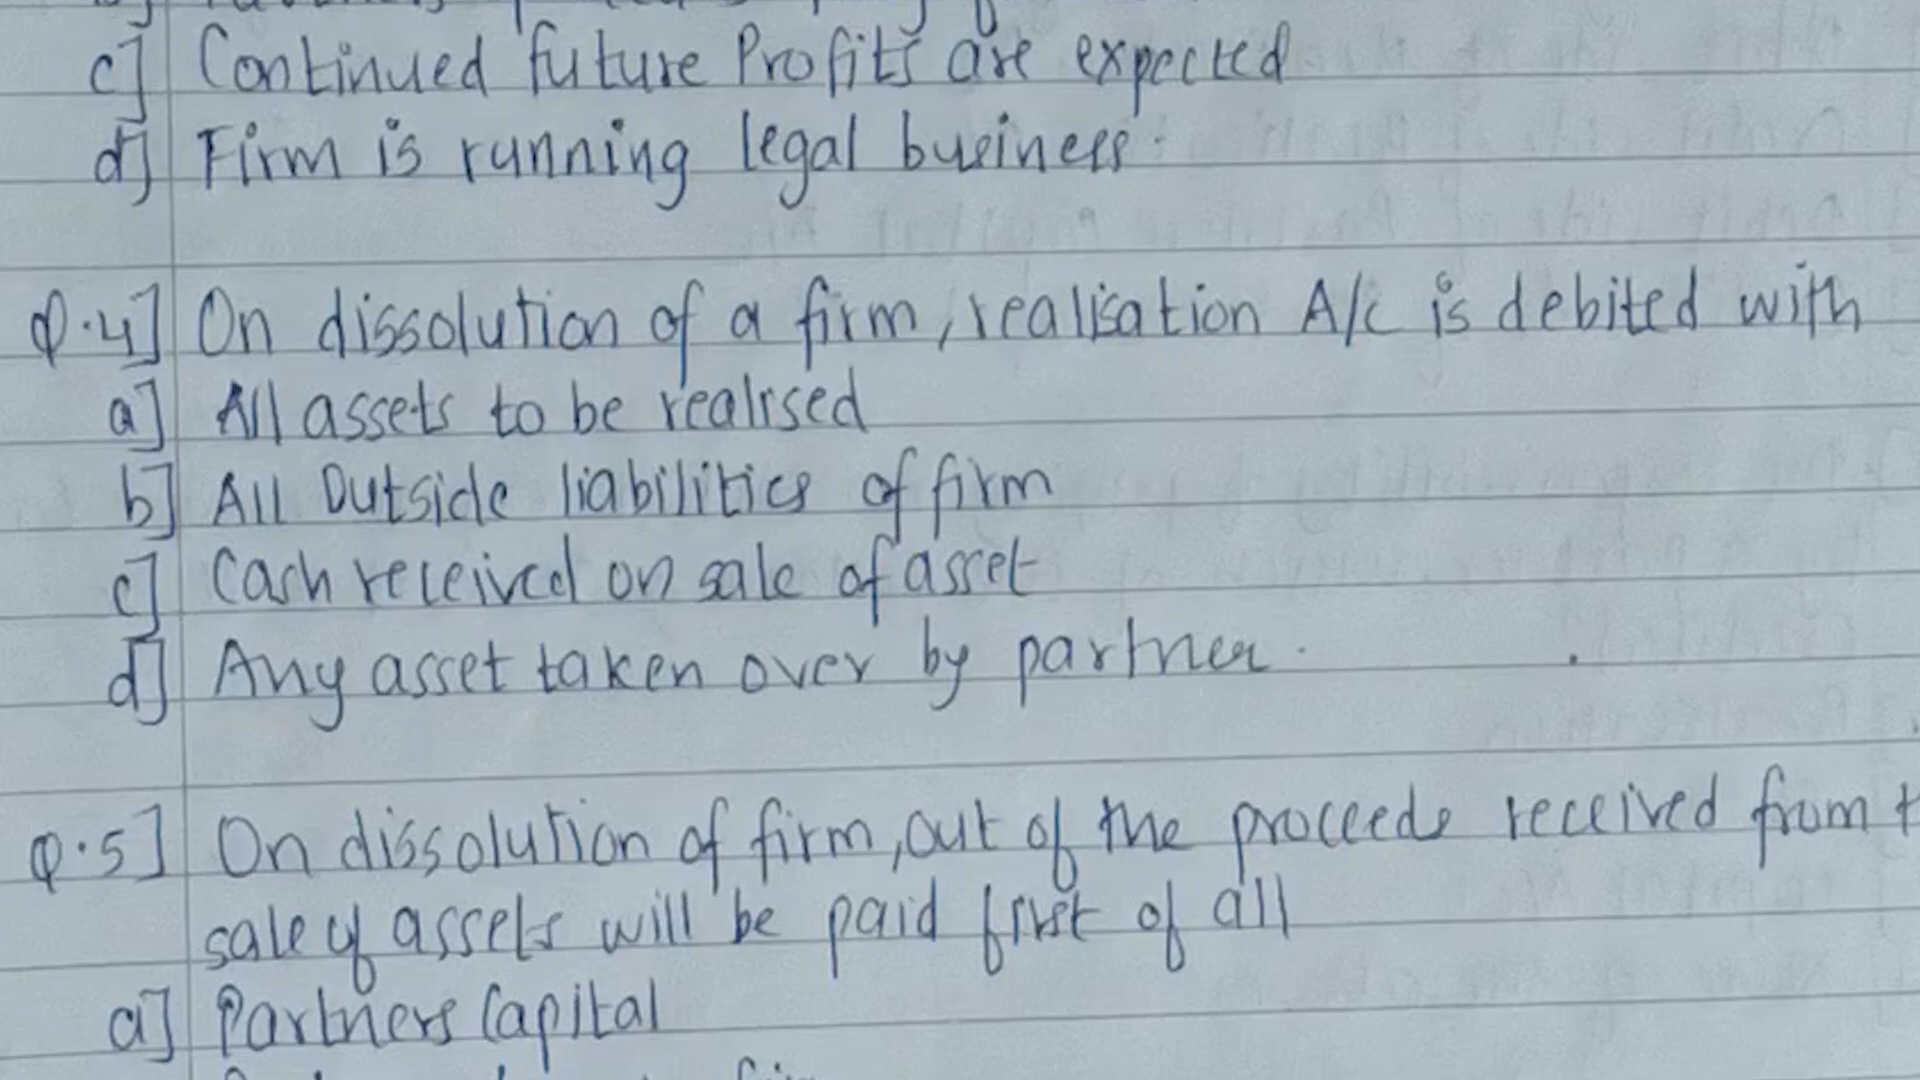 c] Continued future Profits are expected
d] Firm is running legal business.
Q.4] On dissolution of a firm, realisation A/c is debited with
a] All assets to be realised
b] All Outside liabilities of firm
c] Cash received on sale of asset
d] Any asset taken over by partner.
Q.5] On dissolution of firm, out of the proceeds received from
sale of assets will be paid first of all
a] Partners Capital